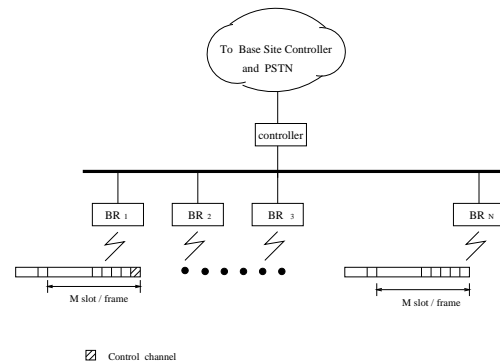 To Base Site Controller
and PSTN
controller
BR 1
BR 2
BR 3
BR N
M slot / frame
M slot / frame
Control channel